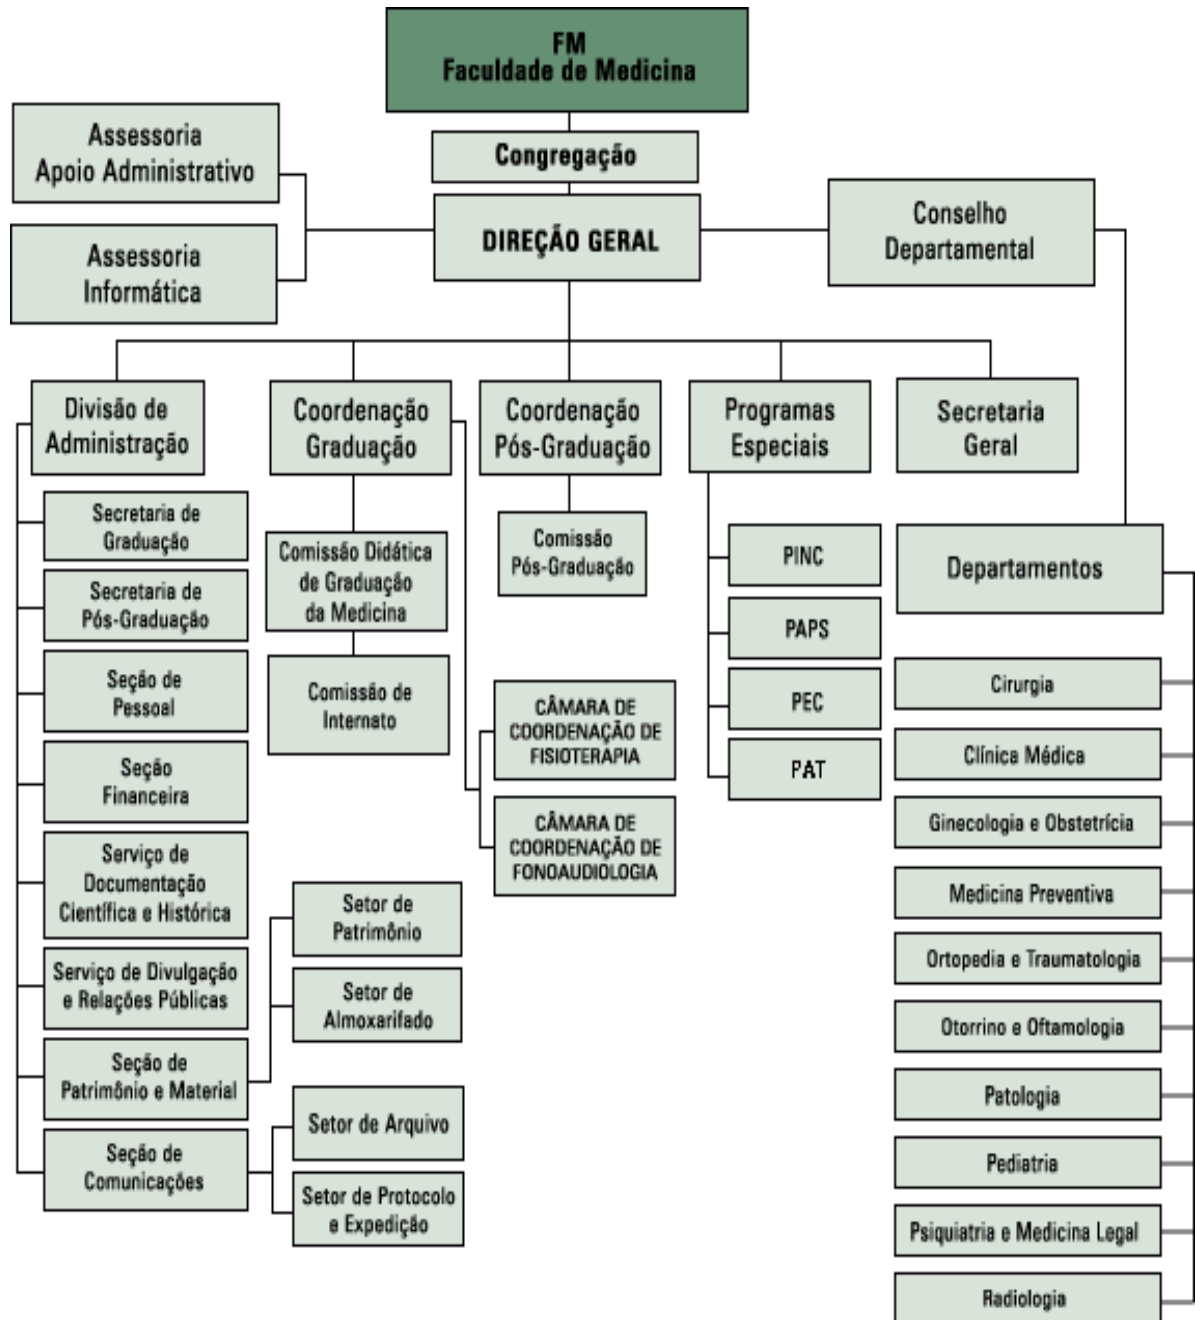 FM
Faculdade de Medicina
Assessoria
Apoio Administrativo
Congregação
DIREÇÃO GERAL
Conselho
Departamental
Assessoria
Informática
Divisão de
Administração
Coordenação
Graduação
Coordenação
Pós-Graduação
Programas
Especiais
Secretaria
Geral
Secretaria de
Graduação
Secretaria de
Pós-Graduação
Seção de
Pessoal
Seção
Financeira
Serviço de
Documentação
Científica e Histórica
Serviço de Divulgação
e Relações Públicas
Seção de
Patrimônio e Material
Seção de
Comunicações
Comissão Didática
de Graduação
da Medicina
Comissão de
Internato
Setor de
Patrimônio
Setor de
Almoxarifado
Setor de Arquivo
Setor de Protocolo
e Expedição
Comissão
Pós-Graduação
CÂMARA DE
COORDENAÇÃO DE
FISIOTERAPIA
CÂMARA DE
COORDENAÇÃO DE
FONOAUDIOLOGIA
PINC
PAPS
PEC
PAT
Departamentos
Cirurgia
Clínica Médica
Ginecologia e Obstetrícia
Medicina Preventiva
Ortopedia e Traumatologia
Otorrino e Oftamologia
Patologia
Pediatria
Psiquiatria e Medicina Legal
Radiologia